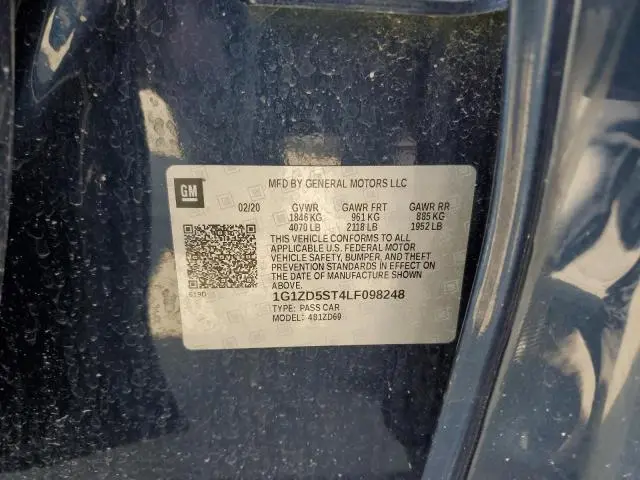 GM
MFD BY GENERAL MOTORS LLC
02/20 GVWR GAWR FRT GAWR RR
1846 KG 961 KG 885 KG
4070 LB 2118 LB 1952 LB
THIS VEHICLE CONFORMS TO ALL
APPLICABLE U.S. FEDERAL MOTOR
VEHICLE SAFETY, BUMPER, AND THEFT
PREVENTION STANDARDS IN EFFECT ON
THE DATE OF MANUFACTURE SHOWN
ABOVE.
619D
1G1ZD5ST4LF098248
TYPE: PASS CAR
MODEL: 4B1ZD69